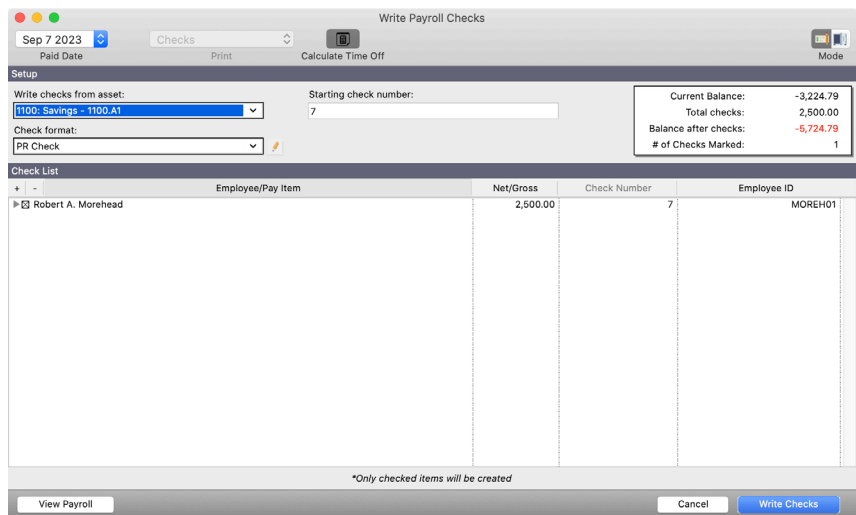 Write Payroll Checks
Sep 7 2023
Checks
Paid Date
Print
Calculate Time Off
Mode
Setup
Write checks from asset:
1100: Savings - 1100.A1
Starting check number:
7
Check format:
PR Check
Current Balance: -3,224.79
Total checks: 2,500.00
Balance after checks: -5,724.79
# of Checks Marked: 1
Check List
+ - Employee/Pay Item Net/Gross Check Number Employee ID
Robert A. Morehead 2,500.00 7 MOREH01
*Only checked items will be created
View Payroll Cancel Write Checks